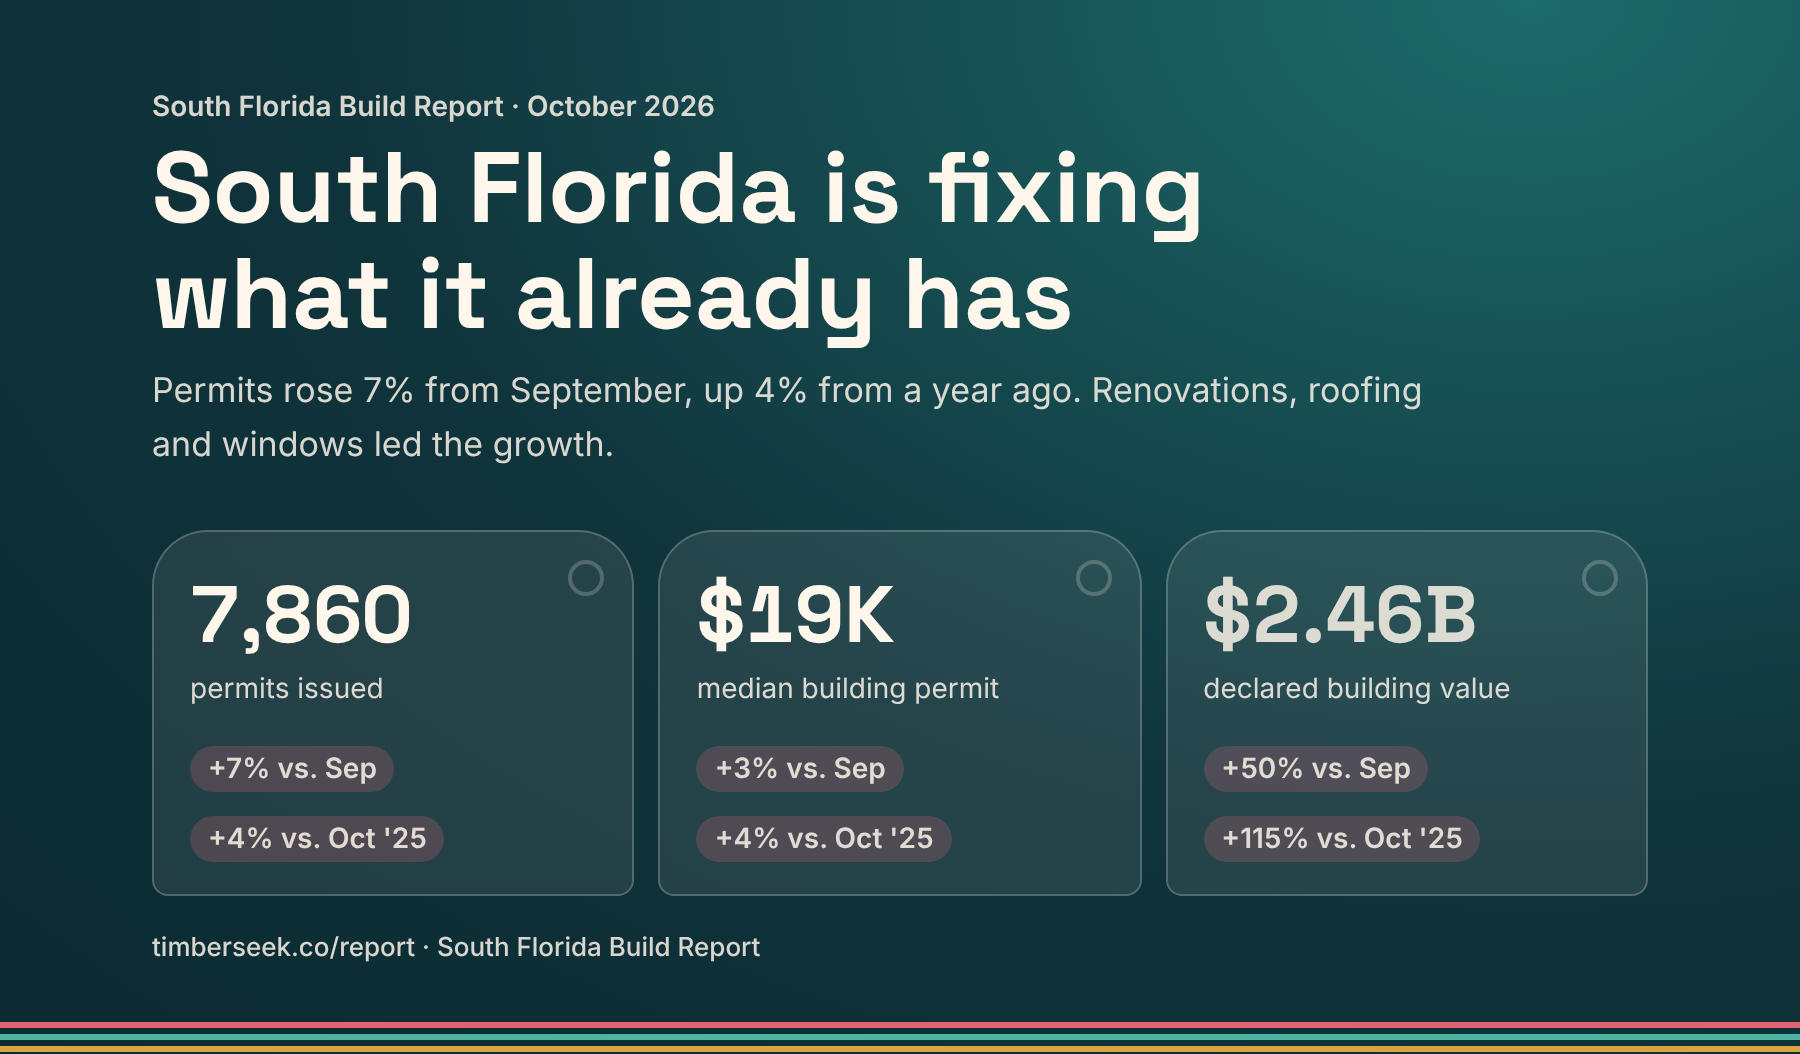 South Florida Build Report · October 2026
South Florida is fixing
what it already has
Permits rose 7% from September, up 4% from a year ago. Renovations, roofing
and windows led the growth.
7,860
permits issued
+7% vs. Sep
+4% vs. Oct '25
$19K
median building permit
+3% vs. Sep
+4% vs. Oct '25
$2.46B
declared building value
+50% vs. Sep
+115% vs. Oct '25
timberseek.co/report · South Florida Build Report